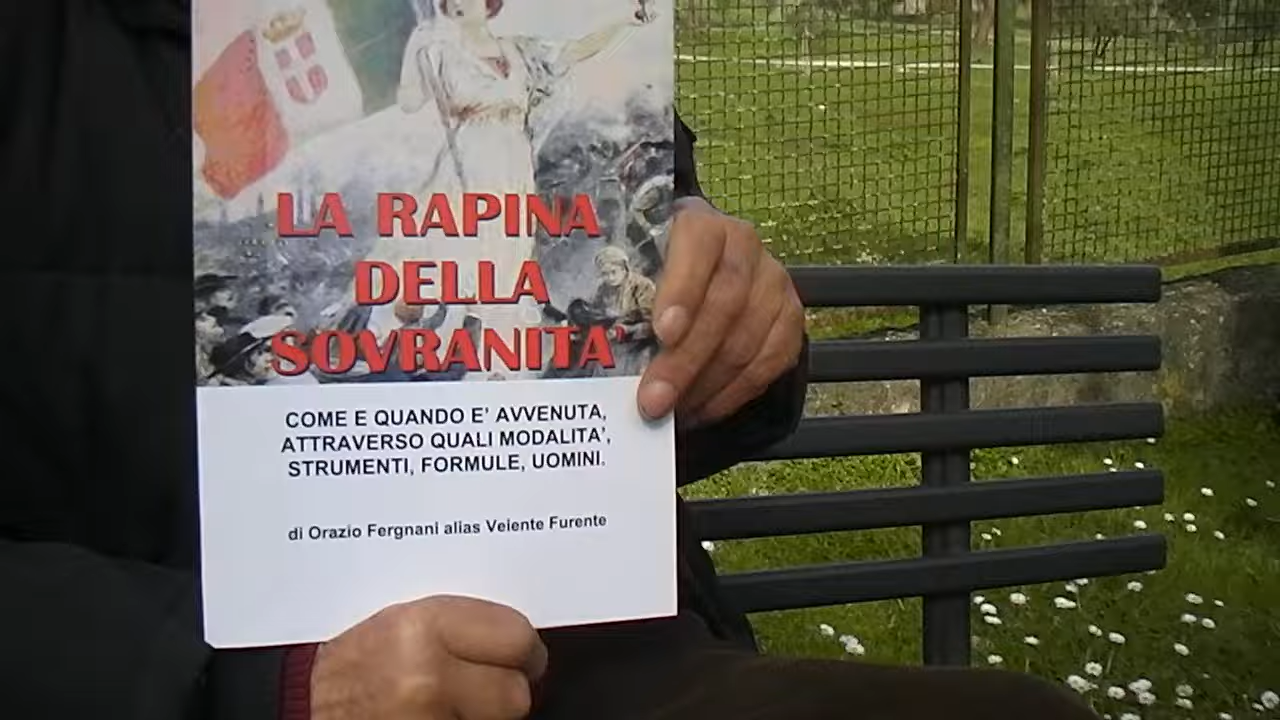 LA RAPINA
DELLA
SOVRANITA'
COME E QUANDO E' AVVENUTA,
ATTRAVERSO QUALI MODALITA',
STRUMENTI, FORMULE, UOMINI.
di Orazio Fergnani alias Veiente Furente